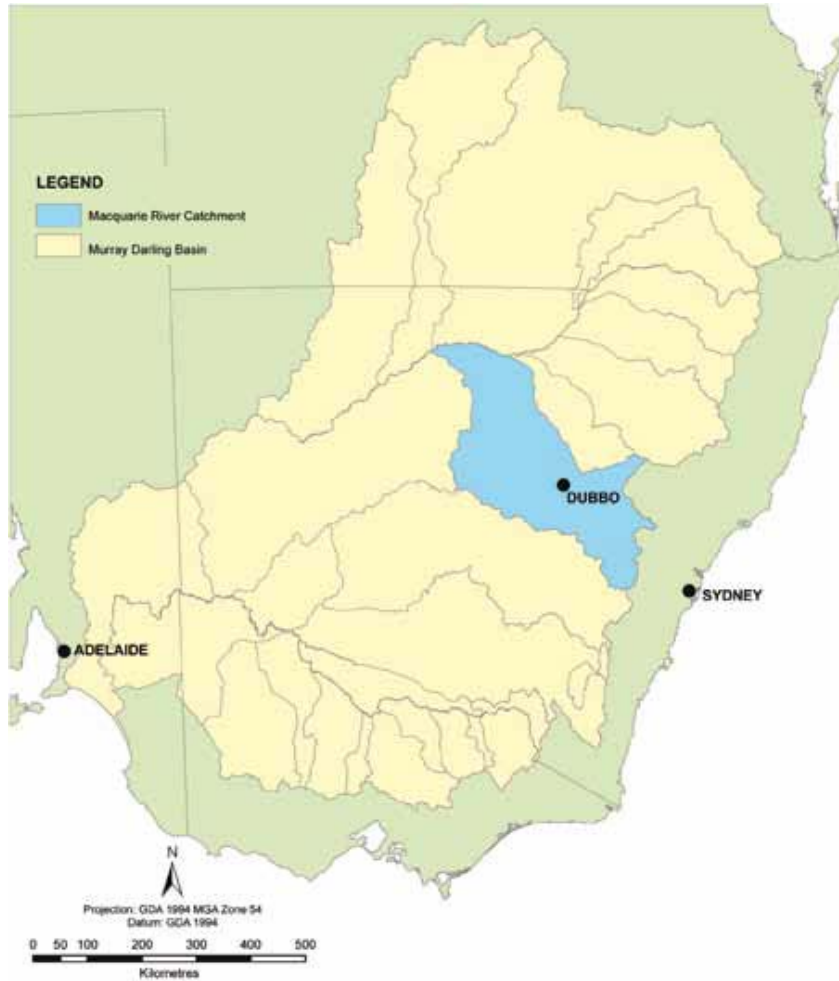 LEGEND
Macquarie River Catchment
Murray Darling Basin
DUBBO
SYDNEY
ADELAIDE
N
Projection: GDA 1994 MGA Zone 54
Datum: GDA 1994
0 50 100 200 300 400 500
Kilometres